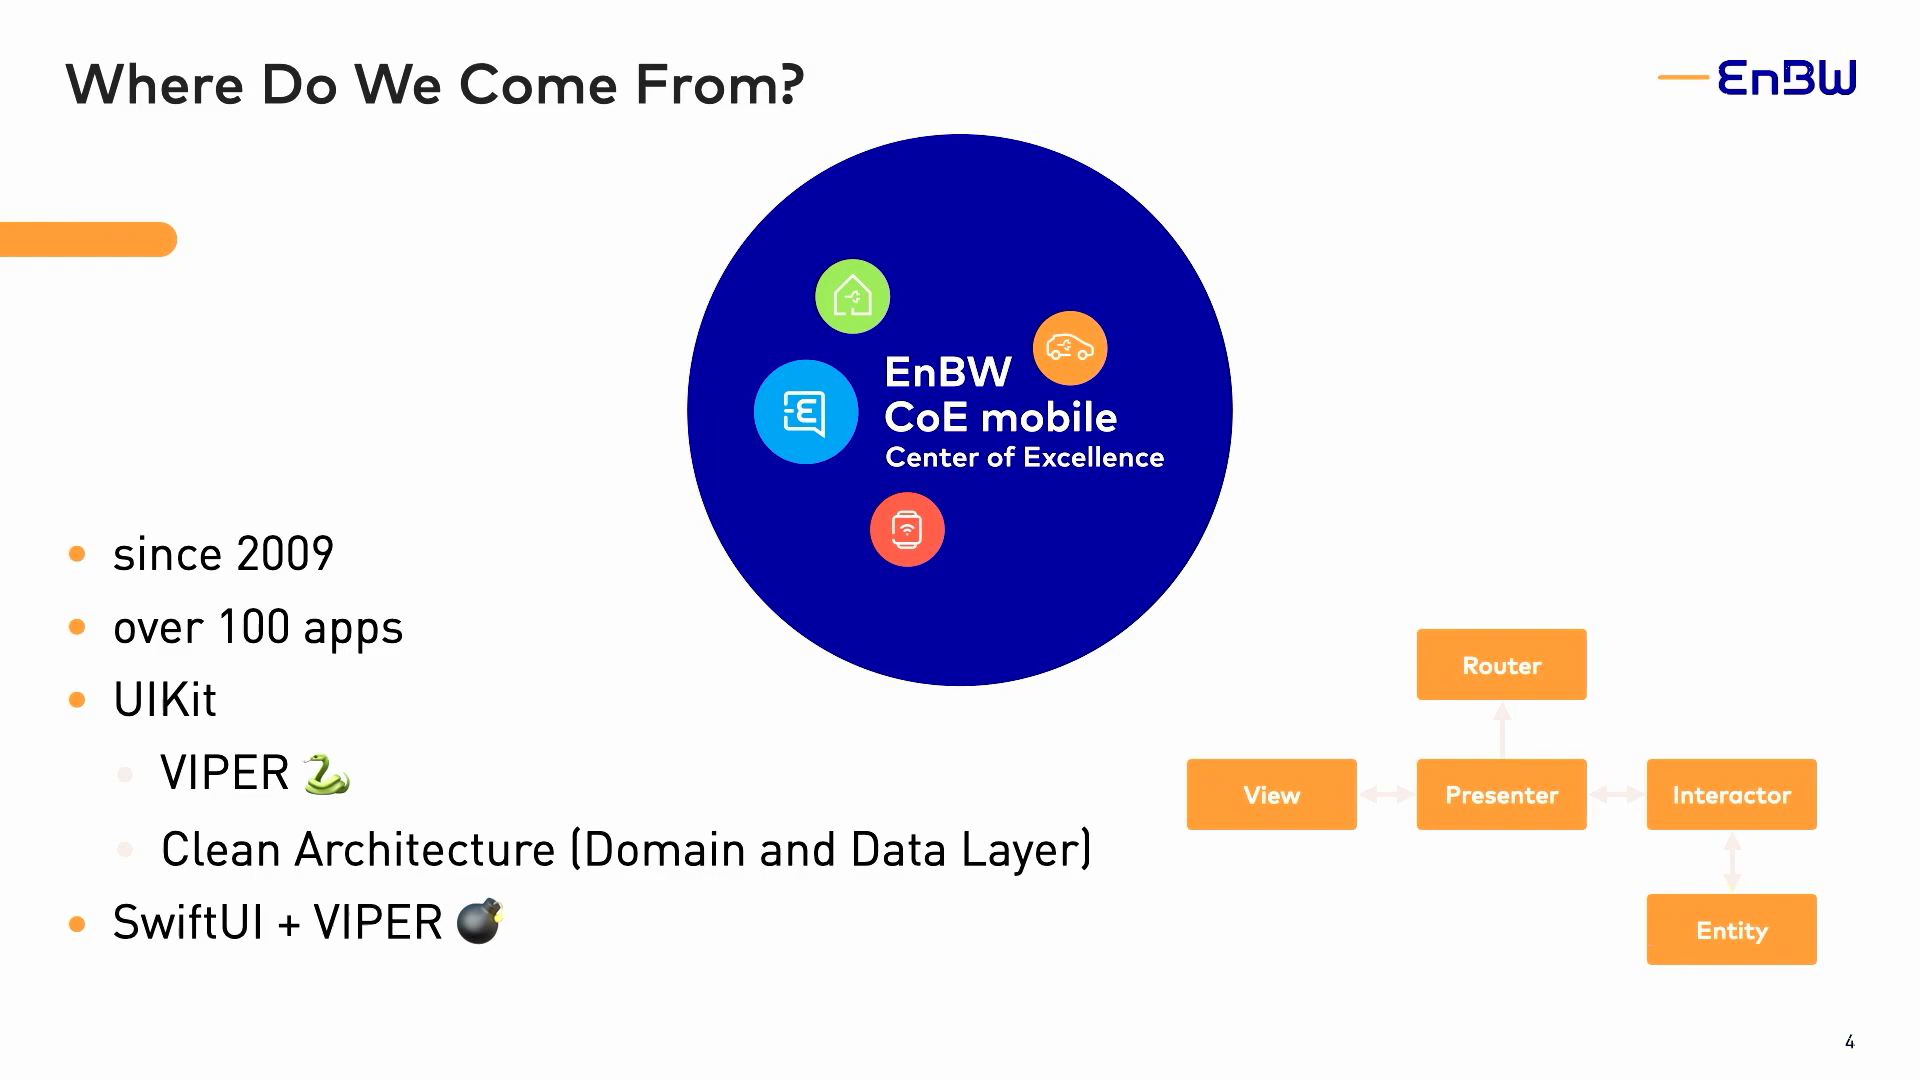 Where Do We Come From?
EnBW
EnBW
CoE mobile
Center of Excellence
since 2009
over 100 apps
UIKit
VIPER 🐍
Clean Architecture (Domain and Data Layer)
SwiftUI + VIPER 💣
Router
View
Presenter
Interactor
Entity
4